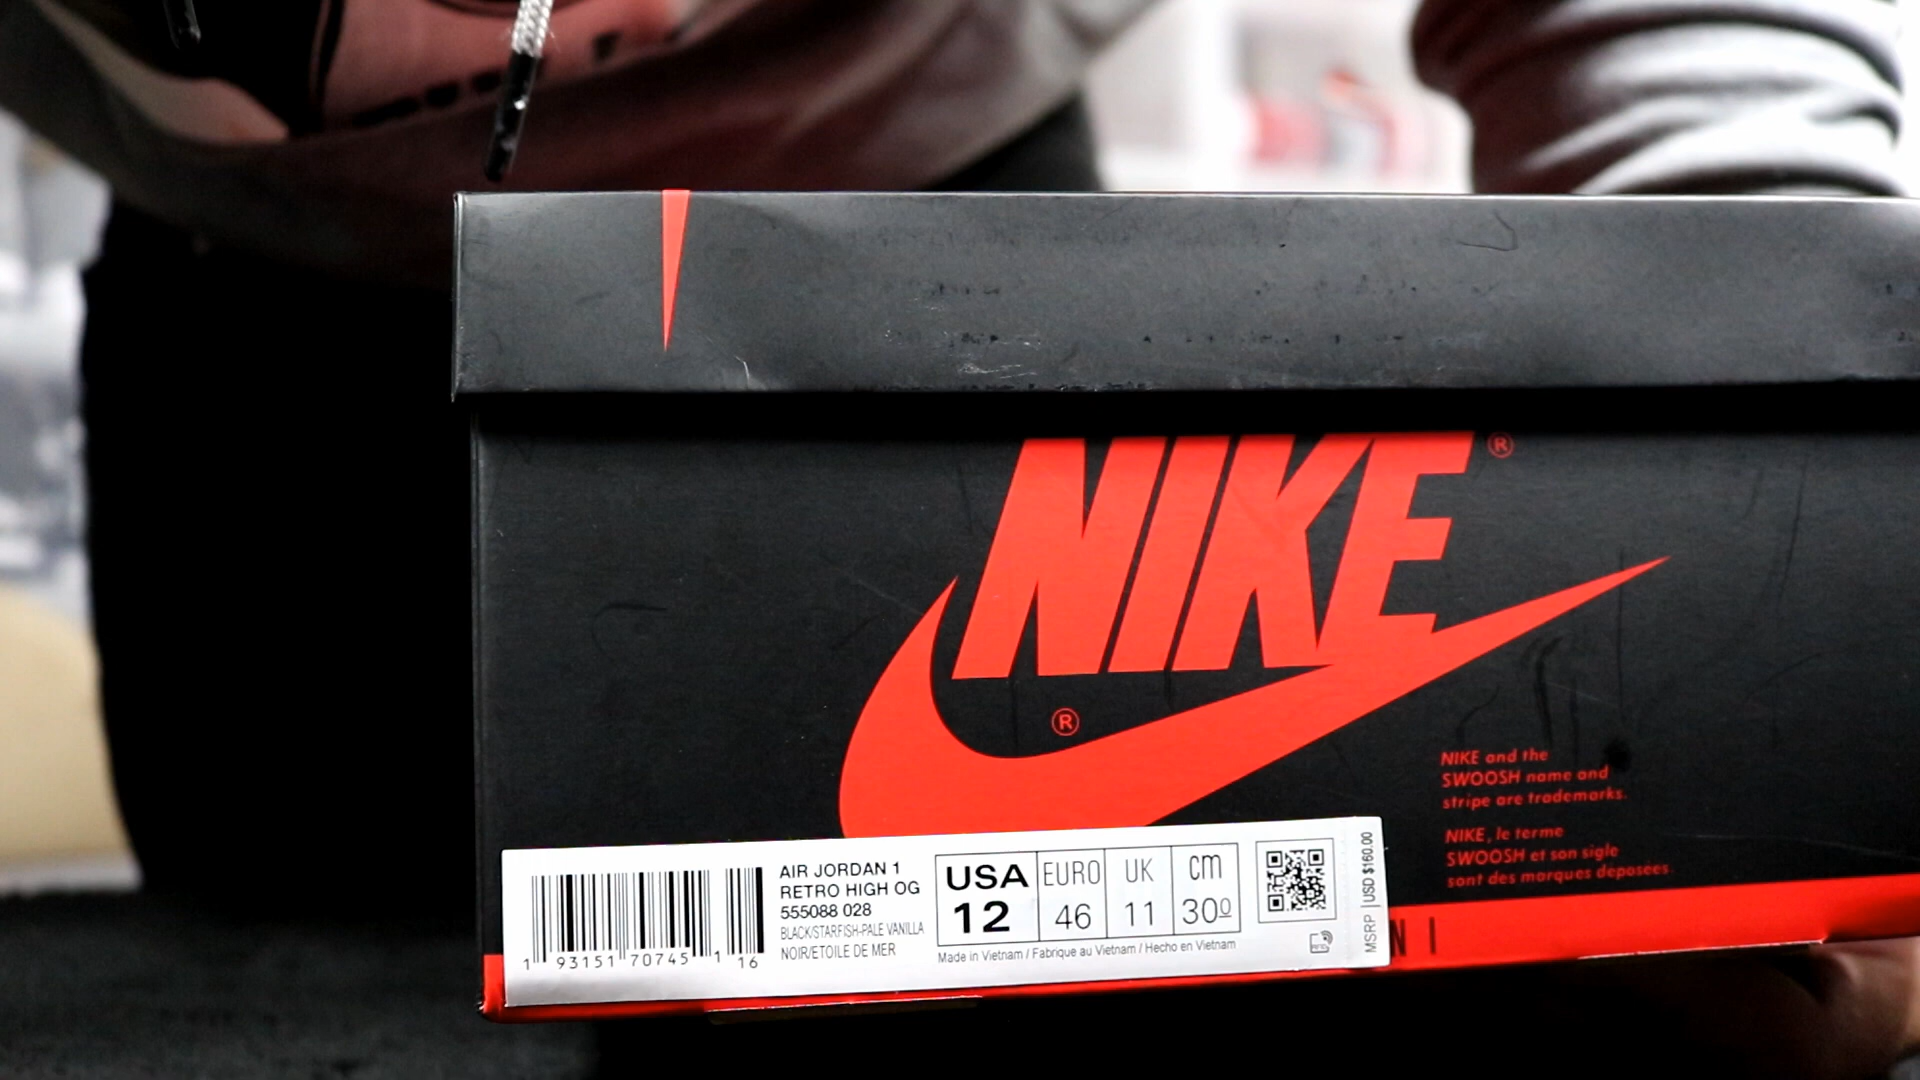 NIKE®
®
NIKE and the
SWOOSH name and
stripe are trademarks.
NIKE, le terme
SWOOSH et son sigle
sont des marques déposées.
AIR JORDAN 1
RETRO HIGH OG
555088 028
BLACK/STARFISH-PALE VANILLA
NOIR/ETOILE DE MER
1 93151 70745 1 16
USA EURO UK cm
12 46 11 30º
Made in Vietnam / Fabrique au Vietnam / Hecho en Vietnam
MSRP USD $160.00
N I